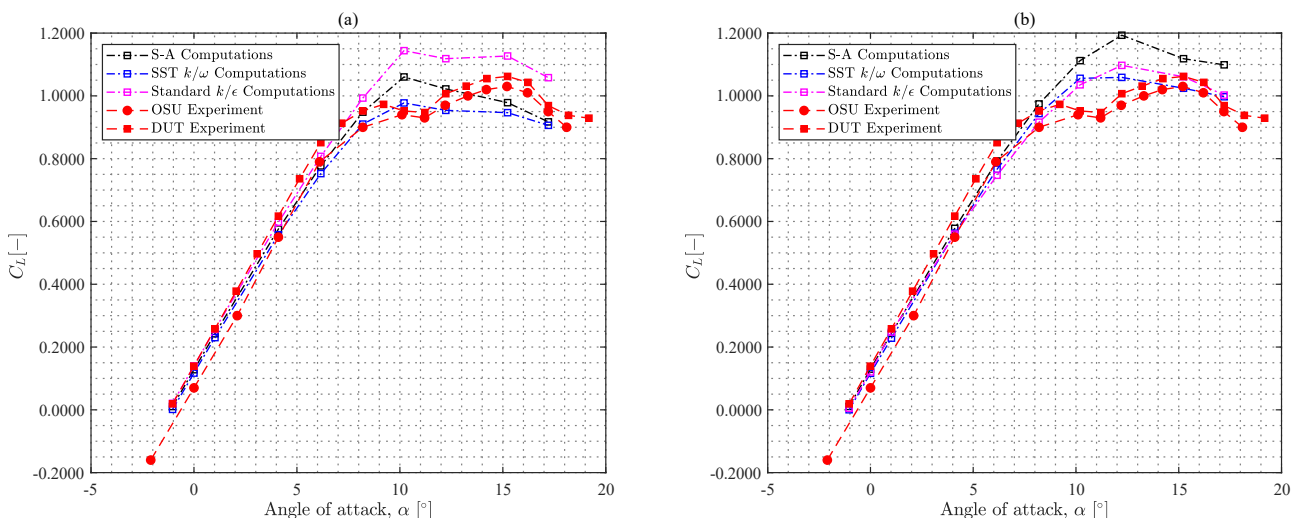 (a)
1.2000
1.0000
0.8000
0.6000
0.4000
0.2000
0.0000
-0.2000
C_L[−]
S-A Computations
SST k/ω Computations
Standard k/ϵ Computations
OSU Experiment
DUT Experiment
-5 0 5 10 15 20
Angle of attack, α [°]
(b)
1.2000
1.0000
0.8000
0.6000
0.4000
0.2000
0.0000
-0.2000
C_L[−]
S-A Computations
SST k/ω Computations
Standard k/ϵ Computations
OSU Experiment
DUT Experiment
-5 0 5 10 15 20
Angle of attack, α [°]